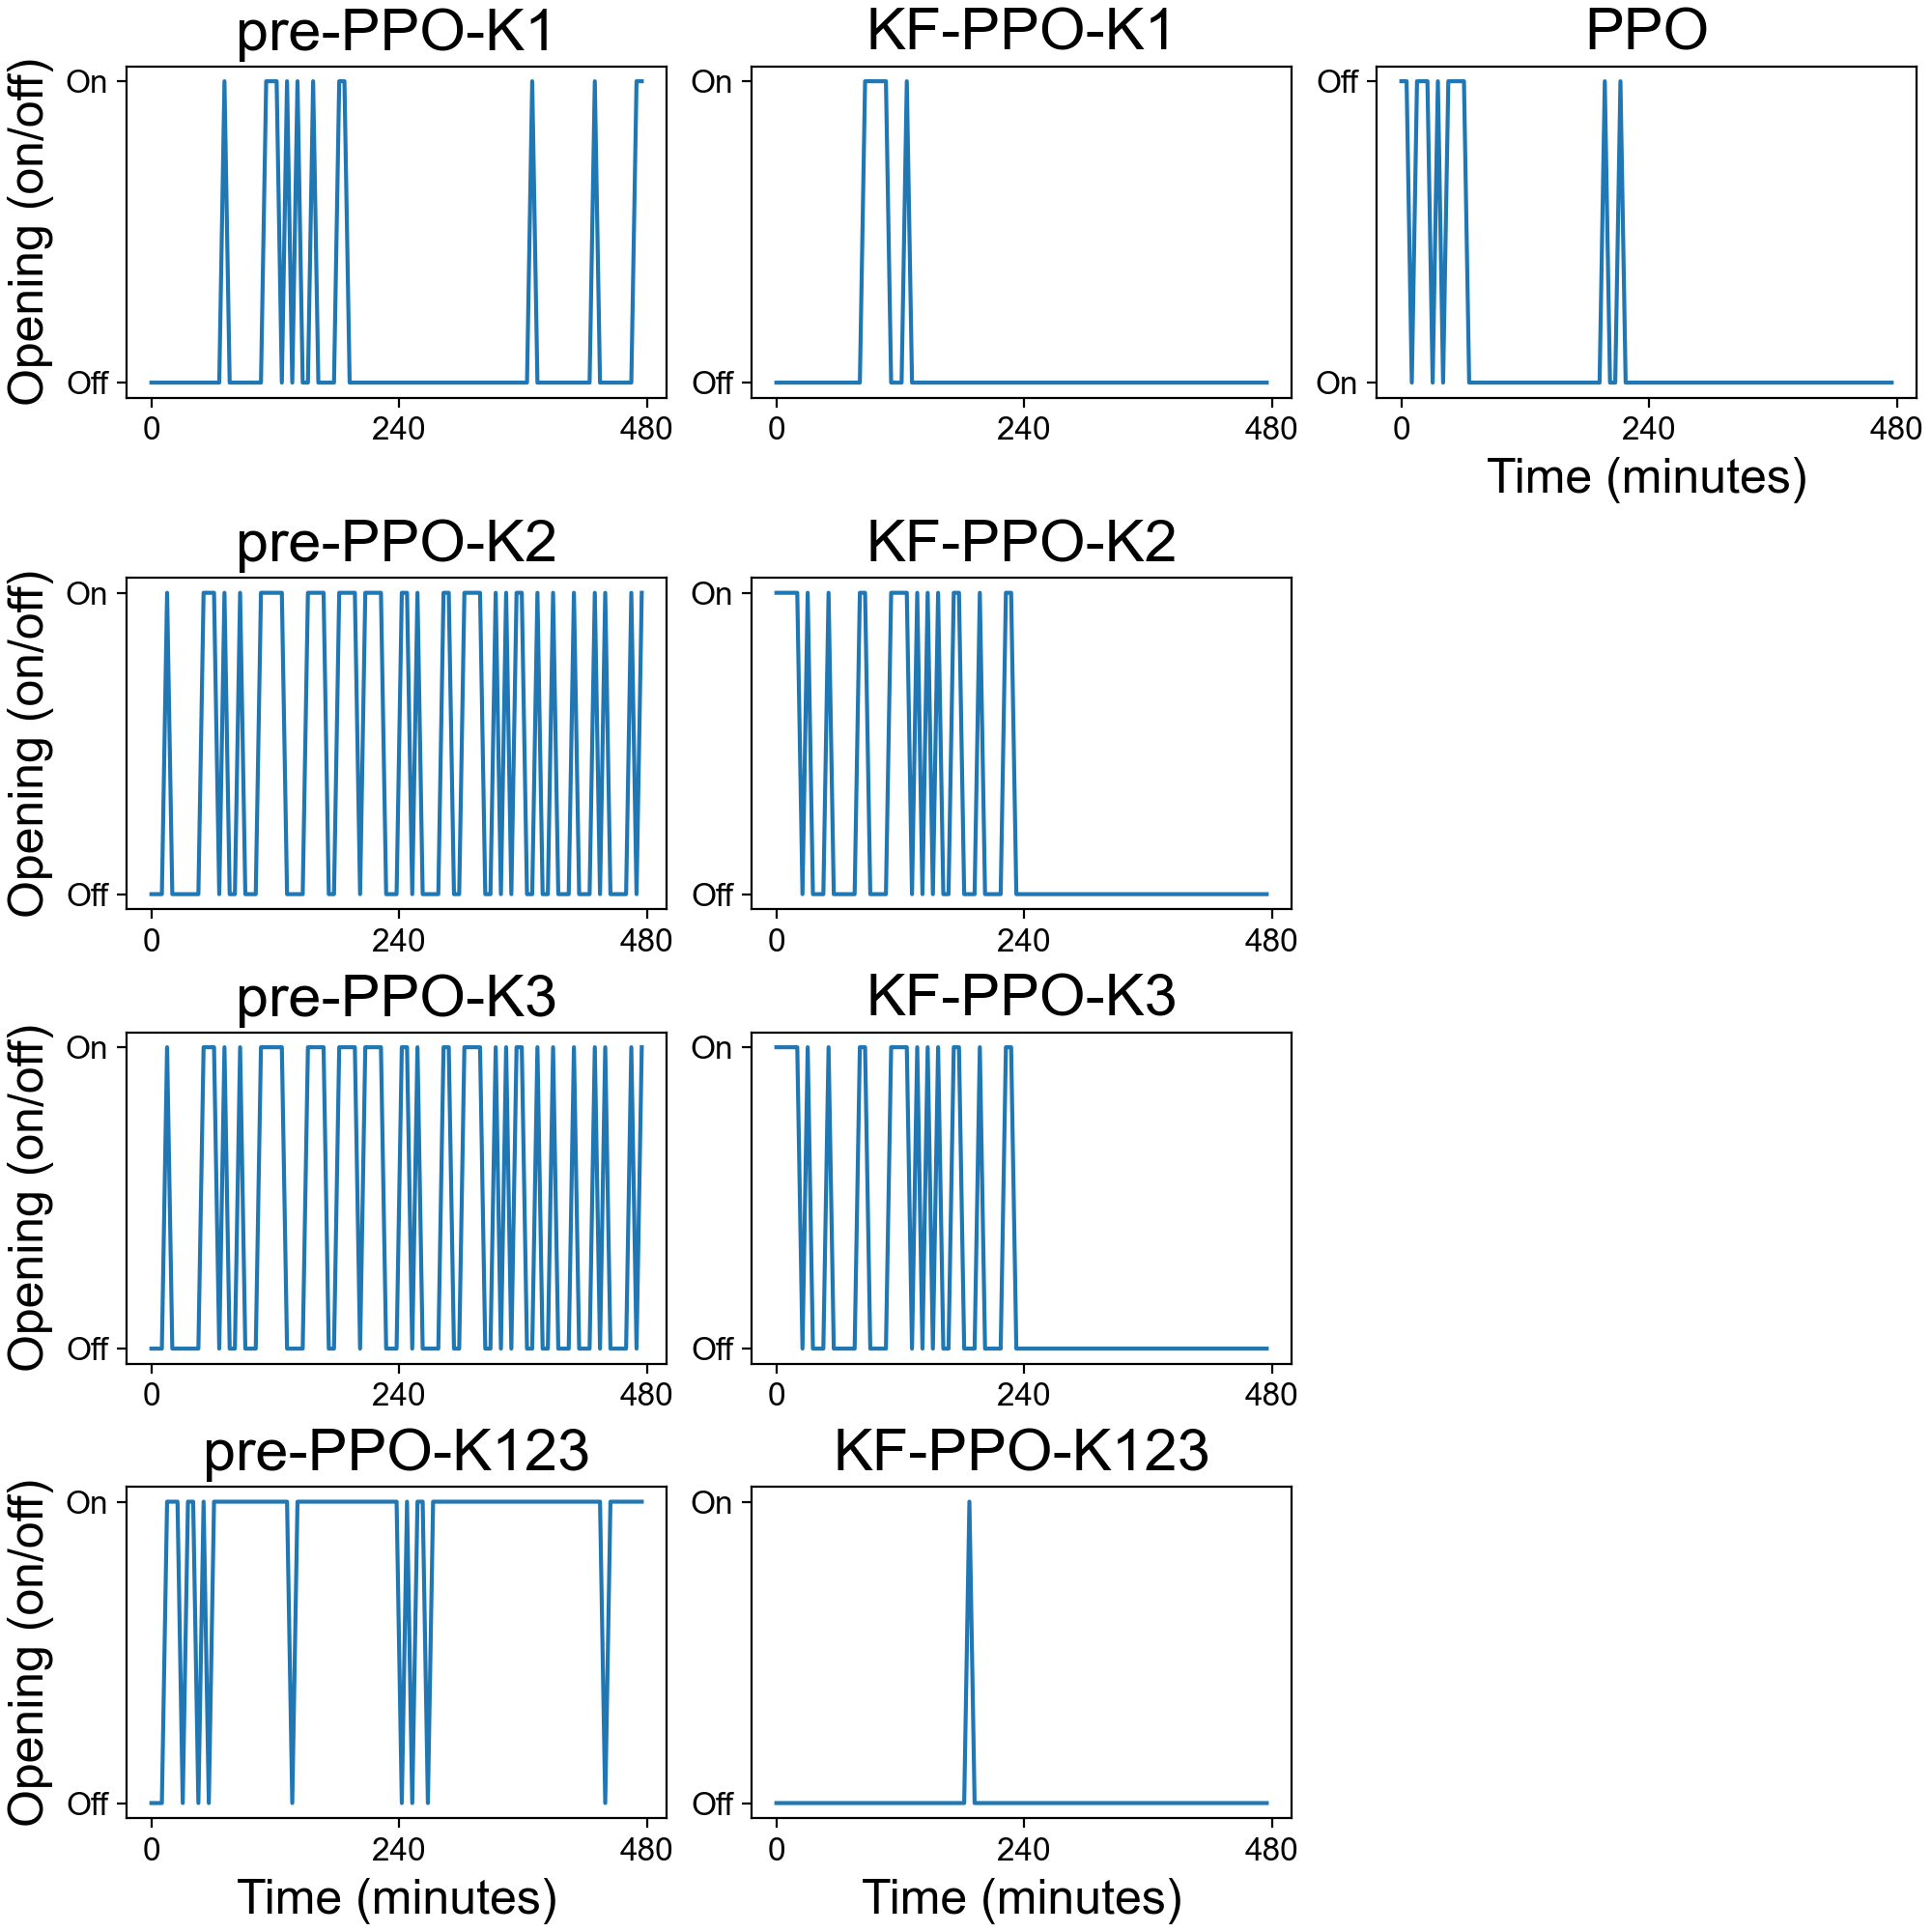 pre-PPO-K1
KF-PPO-K1
PPO
Opening (on/off)
On
Off
0 240 480
On
Off
0 240 480
Off
On
0 240 480
Time (minutes)
pre-PPO-K2
KF-PPO-K2
Opening (on/off)
On
Off
0 240 480
On
Off
0 240 480
pre-PPO-K3
KF-PPO-K3
Opening (on/off)
On
Off
0 240 480
On
Off
0 240 480
pre-PPO-K123
KF-PPO-K123
Opening (on/off)
On
Off
0 240 480
Time (minutes)
On
Off
0 240 480
Time (minutes)